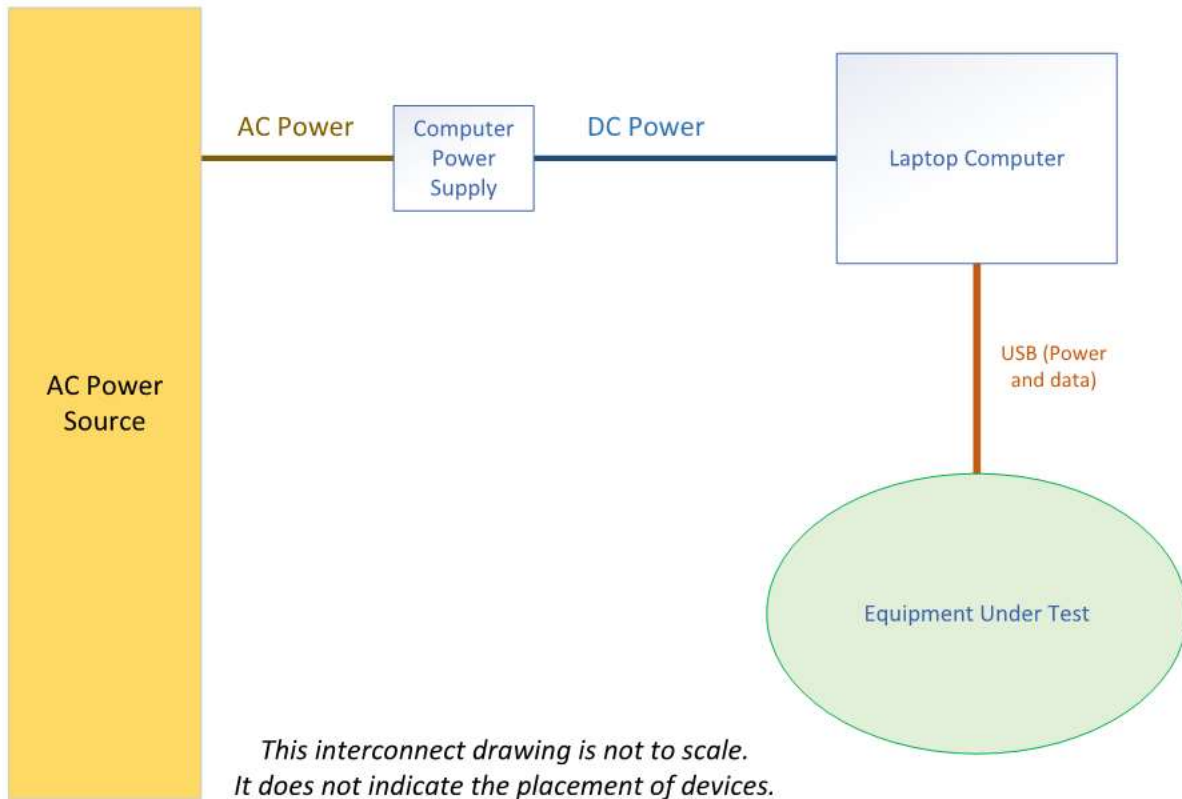 AC Power
Computer
Power
Supply
DC Power
Laptop Computer
USB (Power
and data)
AC Power
Source
Equipment Under Test
This interconnect drawing is not to scale.
It does not indicate the placement of devices.